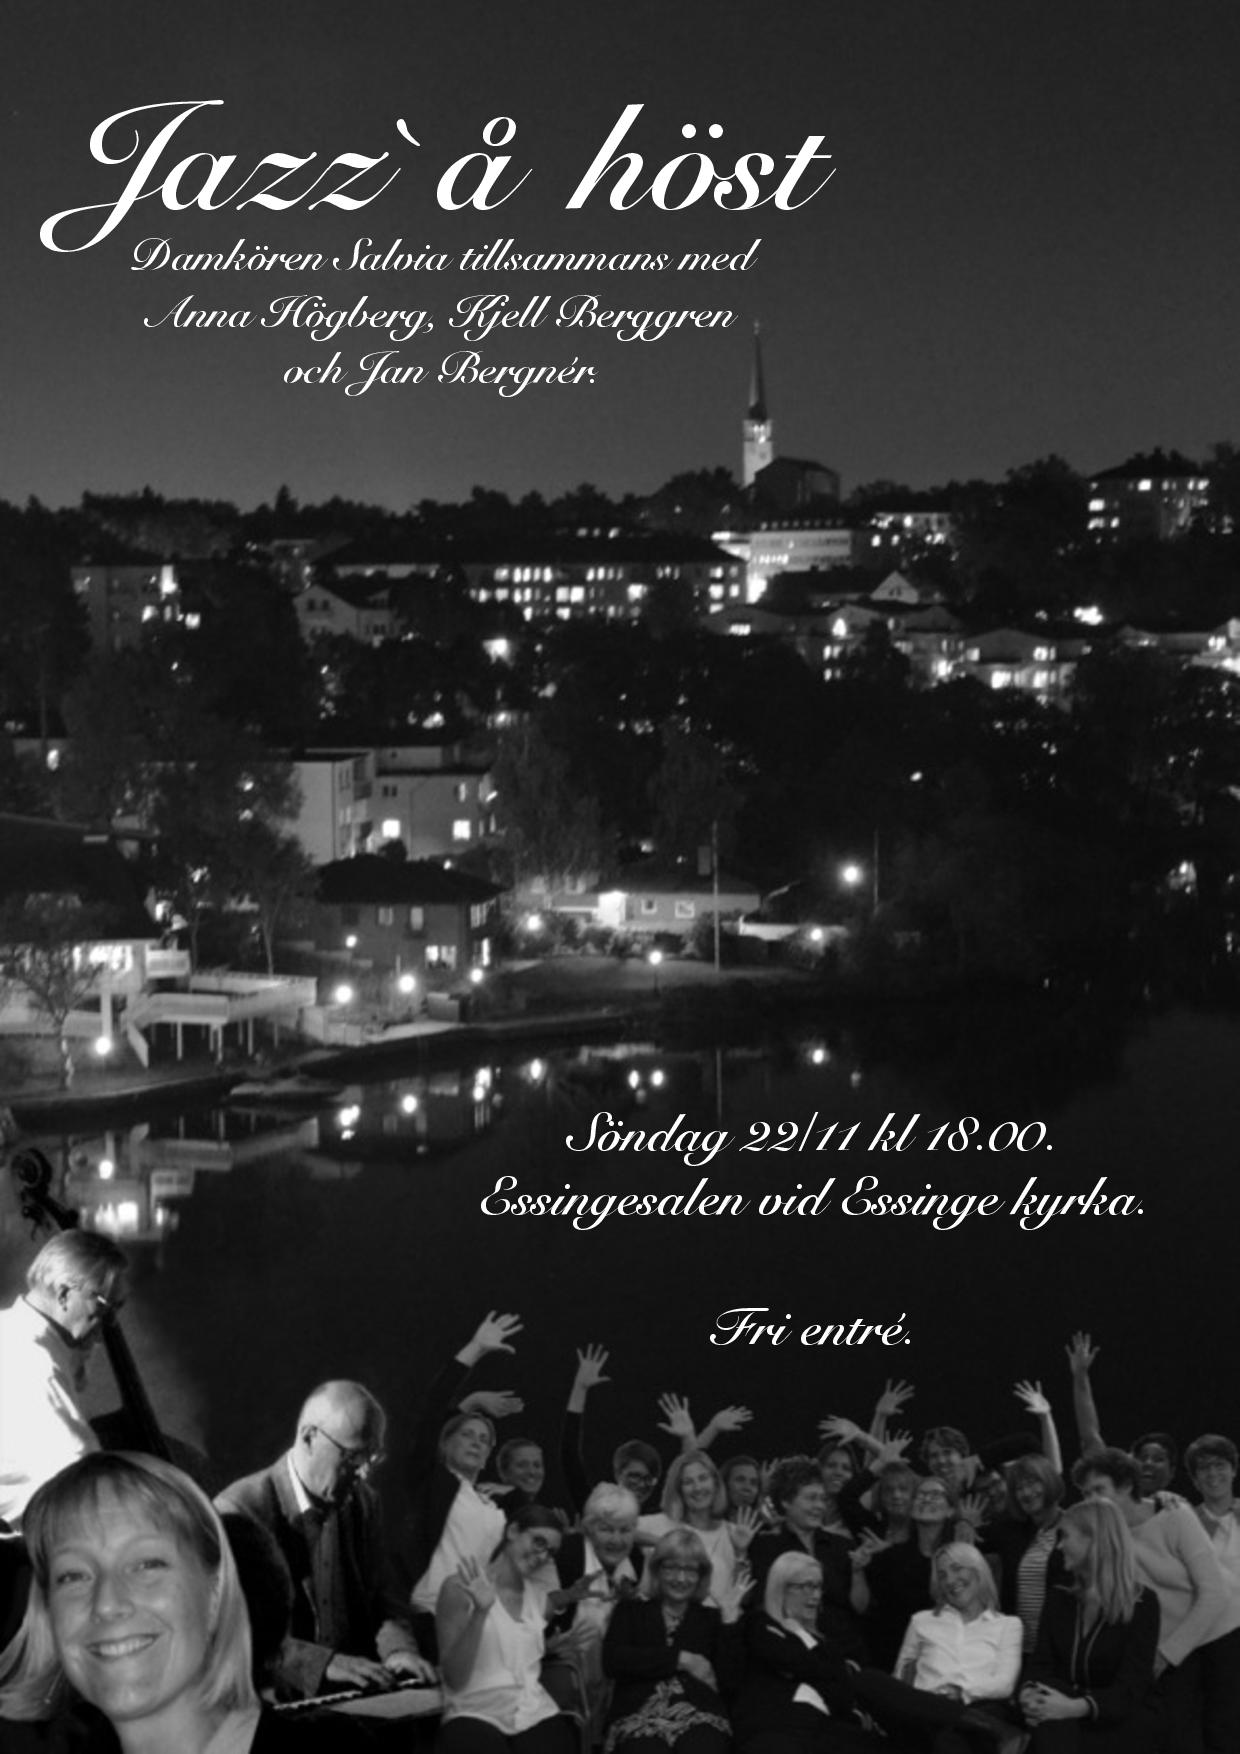 Jazz`å höst
Damkören Salvia tillsammans med
Anna Högberg, Kjell Berggren
och Jan Bergnér.
Söndag 22/11 kl 18.00.
Essingesalen vid Essinge kyrka.
Fri entré.